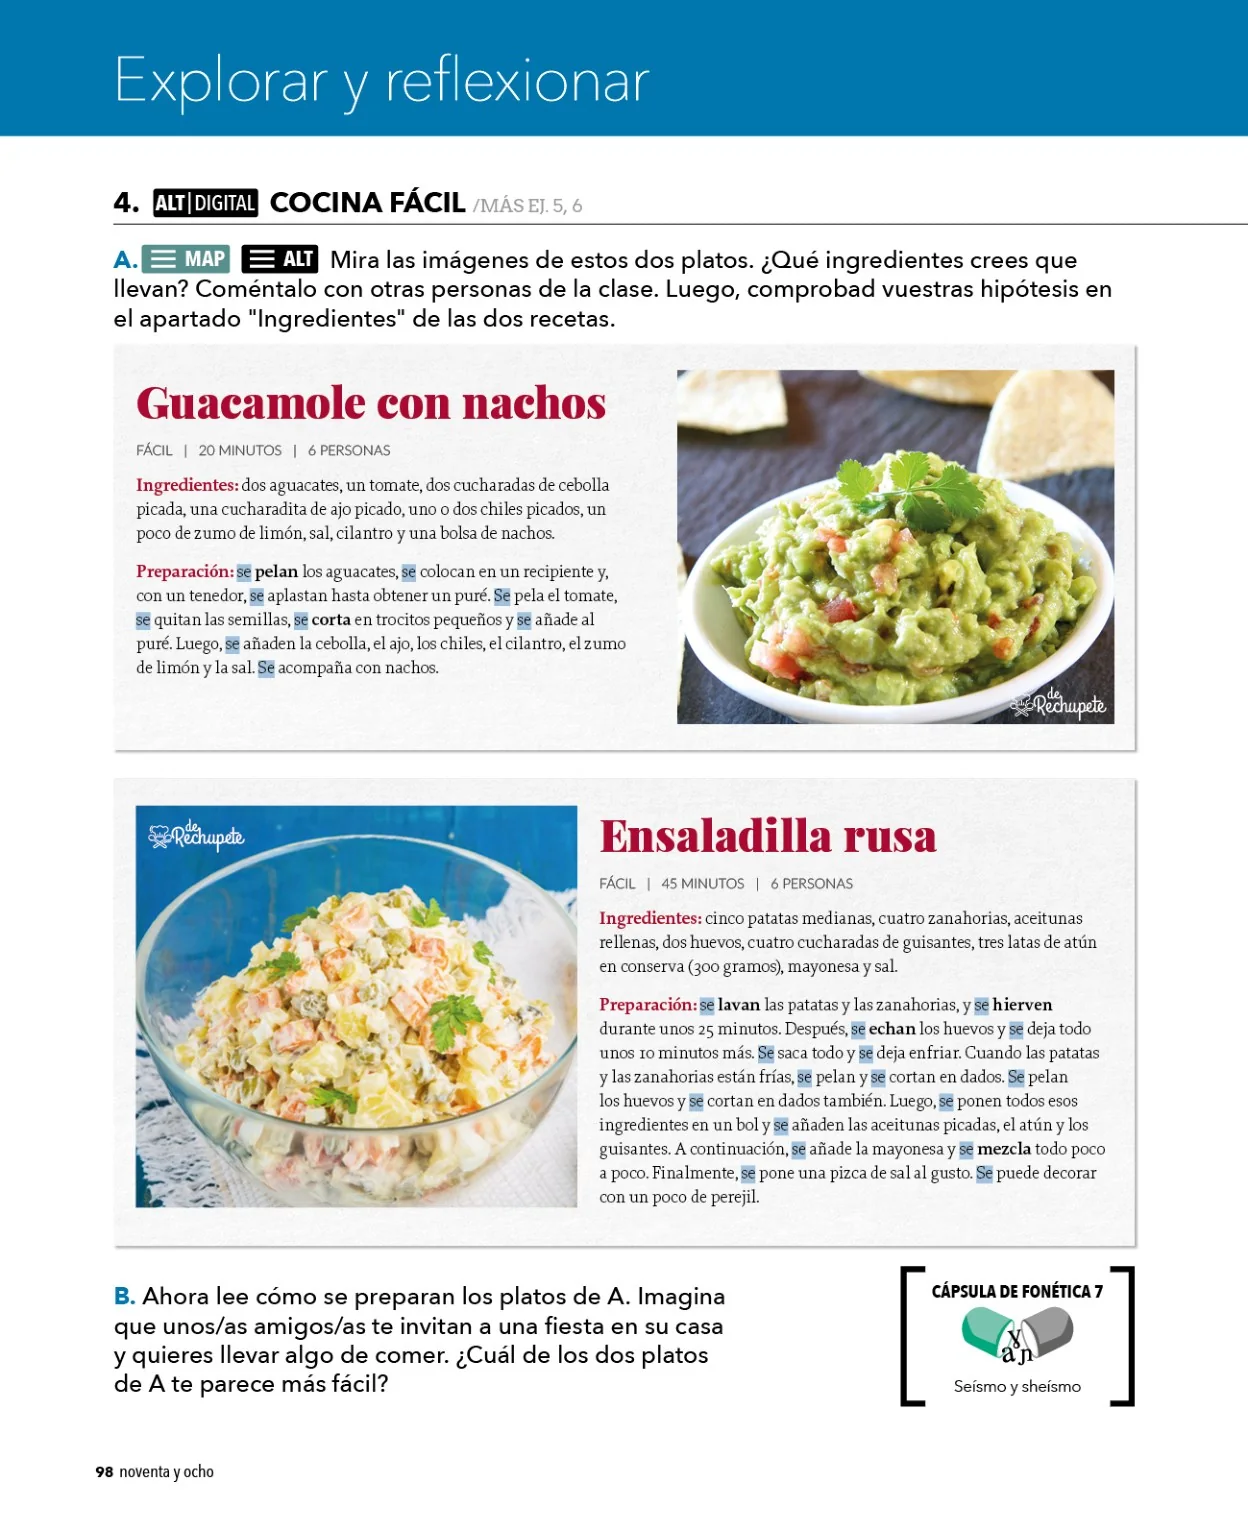 Explorar y reflexionar
4. ALT|DIGITAL COCINA FÁCIL /MÁS EJ. 5, 6
A. MAP ALT Mira las imágenes de estos dos platos. ¿Qué ingredientes crees que
llevan? Coméntalo con otras personas de la clase. Luego, comprobad vuestras hipótesis en
el apartado "Ingredientes" de las dos recetas.
Guacamole con nachos
FÁCIL | 20 MINUTOS | 6 PERSONAS
Ingredientes: dos aguacates, un tomate, dos cucharadas de cebolla
picada, una cucharadita de ajo picado, uno o dos chiles picados, un
poco de zumo de limón, sal, cilantro y una bolsa de nachos.
Preparación: se pelan los aguacates, se colocan en un recipiente y,
con un tenedor, se aplastan hasta obtener un puré. Se pela el tomate,
se quitan las semillas, se corta en trocitos pequeños y se añade al
puré. Luego, se añaden la cebolla, el ajo, los chiles, el cilantro, el zumo
de limón y la sal. Se acompaña con nachos.
de
Rechupete
de
Rechupete
Ensaladilla rusa
FÁCIL | 45 MINUTOS | 6 PERSONAS
Ingredientes: cinco patatas medianas, cuatro zanahorias, aceitunas
rellenas, dos huevos, cuatro cucharadas de guisantes, tres latas de atún
en conserva (300 gramos), mayonesa y sal.
Preparación: se lavan las patatas y las zanahorias, y se hierven
durante unos 25 minutos. Después, se echan los huevos y se deja todo
unos 10 minutos más. Se saca todo y se deja enfriar. Cuando las patatas
y las zanahorias están frías, se pelan y se cortan en dados. Se pelan
los huevos y se cortan en dados también. Luego, se ponen todos esos
ingredientes en un bol y se añaden las aceitunas picadas, el atún y los
guisantes. A continuación, se añade la mayonesa y se mezcla todo poco
a poco. Finalmente, se pone una pizca de sal al gusto. Se puede decorar
con un poco de perejil.
B. Ahora lee cómo se preparan los platos de A. Imagina
que unos/as amigos/as te invitan a una fiesta en su casa
y quieres llevar algo de comer. ¿Cuál de los dos platos
de A te parece más fácil?
CÁPSULA DE FONÉTICA 7
Seísmo y sheísmo
98 noventa y ocho